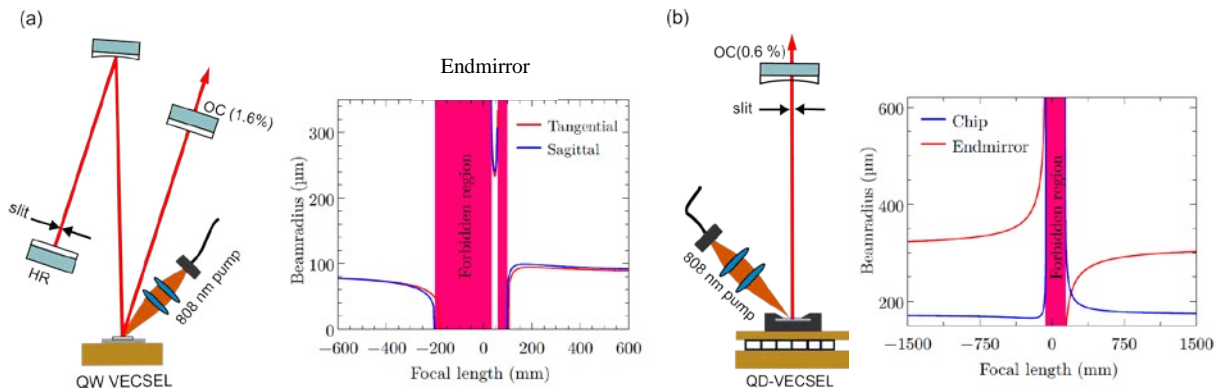 (a)
OC (1.6%)
slit
HR
808 nm pump
QW VECSEL
Endmirror
Beamradius (µm)
300
200
100
0
Forbidden region
Tangential
Sagittal
−600 −400 −200 0 200 400 600
Focal length (mm)
(b)
OC(0.6 %)
slit
808 nm pump
QD-VECSEL
Beamradius (µm)
600
400
200
Chip
Endmirror
Forbidden region
−1500 −750 0 750 1500
Focal length (mm)